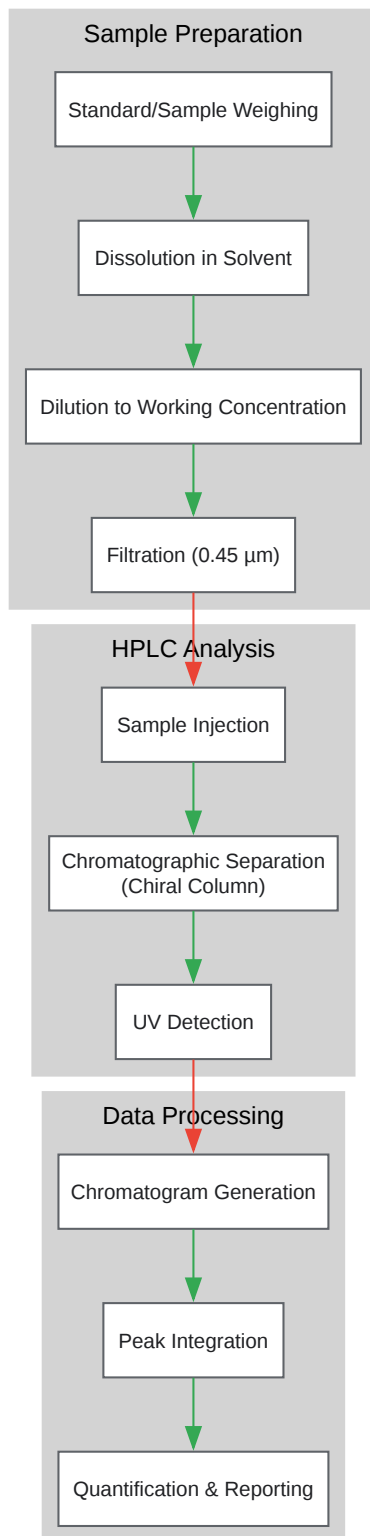 Sample Preparation
Standard/Sample Weighing
Dissolution in Solvent
Dilution to Working Concentration
Filtration (0.45 µm)
HPLC Analysis
Sample Injection
Chromatographic Separation
(Chiral Column)
UV Detection
Data Processing
Chromatogram Generation
Peak Integration
Quantification & Reporting